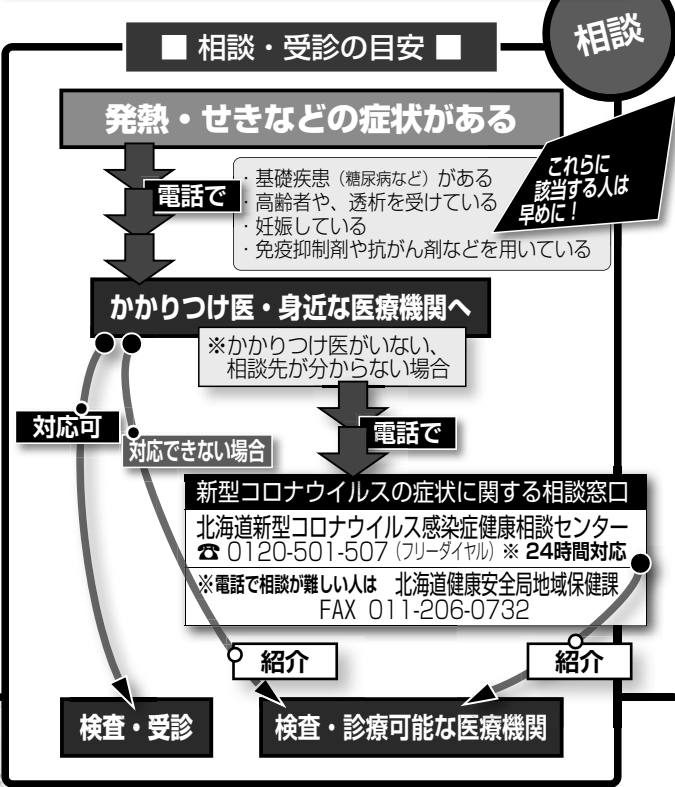 相談
■ 相談・受診の目安 ■
発熱・せきなどの症状がある
電話で
・基礎疾患（糖尿病など）がある
・高齢者や、透析を受けている
・妊娠している
・免疫抑制剤や抗がん剤などを用いている
これらに
該当する人は
早めに！
かかりつけ医・身近な医療機関へ
※かかりつけ医がいない、
相談先が分からない場合
対応可
対応できない場合
電話で
新型コロナウイルスの症状に関する相談窓口
北海道新型コロナウイルス感染症健康相談センター
☎ 0120-501-507（フリーダイヤル）※ 24時間対応
※電話で相談が難しい人は 北海道健康安全局地域保健課
FAX 011-206-0732
紹介
紹介
検査・受診
検査・診療可能な医療機関